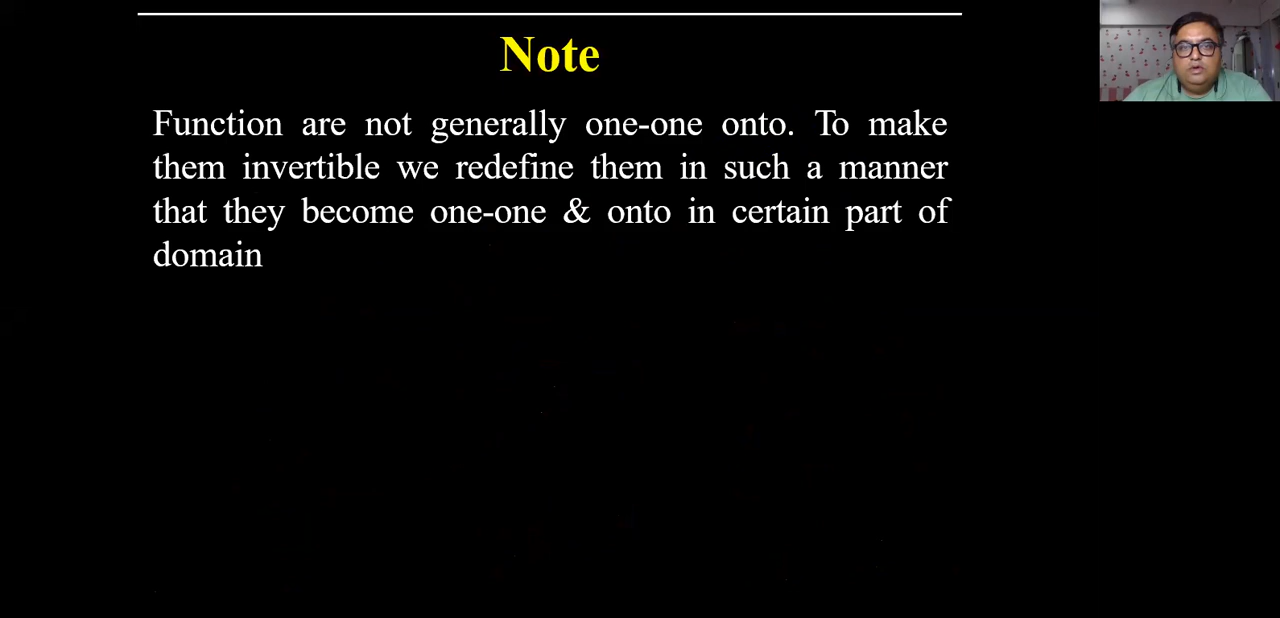 Note
Function are not generally one-one onto. To make
them invertible we redefine them in such a manner
that they become one-one & onto in certain part of
domain